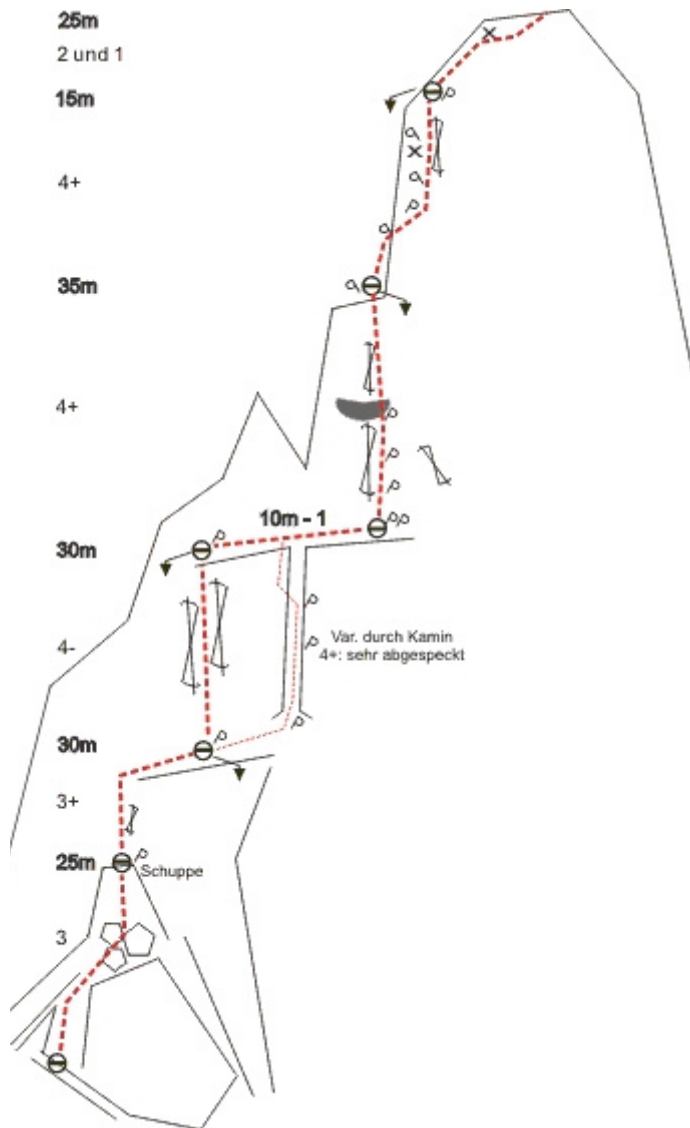 25m
2 und 1
15m
4+
35m
4+
10m - 1
30m
4-
Var. durch Kamin
4+: sehr abgespeckt
30m
3+
25m
Schuppe
3